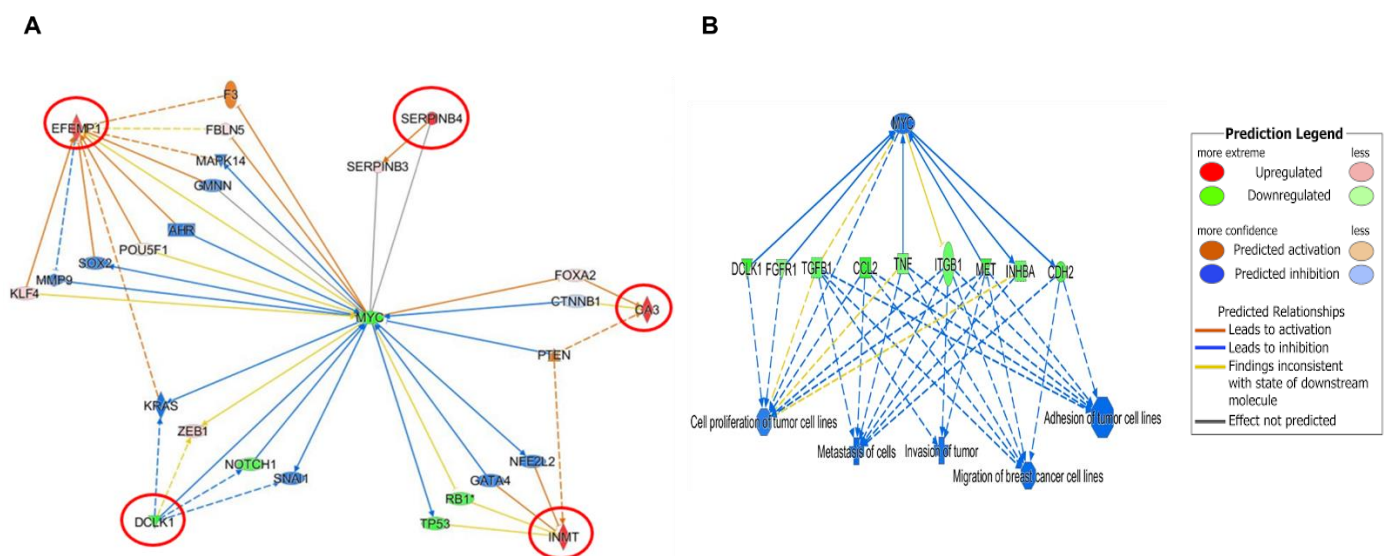 A
B
F3
EFEMP1
FBLN5
MAPK14
GMNN
SERPINB4
SERPINB3
AHR
POU5F1
SOX2
MMP9
KLF4
FOXA2
CTNNB1
CA3
MYC
PTEN
KRAS
ZEB1
NOTCH1
SNAI1
DCLK1
NFE2L2
GATA4
RB1*
TP53
INMT
MYC
DCLK1 FGFR1 TGFB1 CCL2 TNF ITGB1 MET INHBA CDH2
Cell proliferation of tumor cell lines
Adhesion of tumor cell lines
Metastasis of cells
Invasion of tumor
Migration of breast cancer cell lines
Prediction Legend
more extreme less
Upregulated
Downregulated
more confidence less
Predicted activation
Predicted inhibition
Predicted Relationships
Leads to activation
Leads to inhibition
Findings inconsistent
with state of downstream
molecule
Effect not predicted